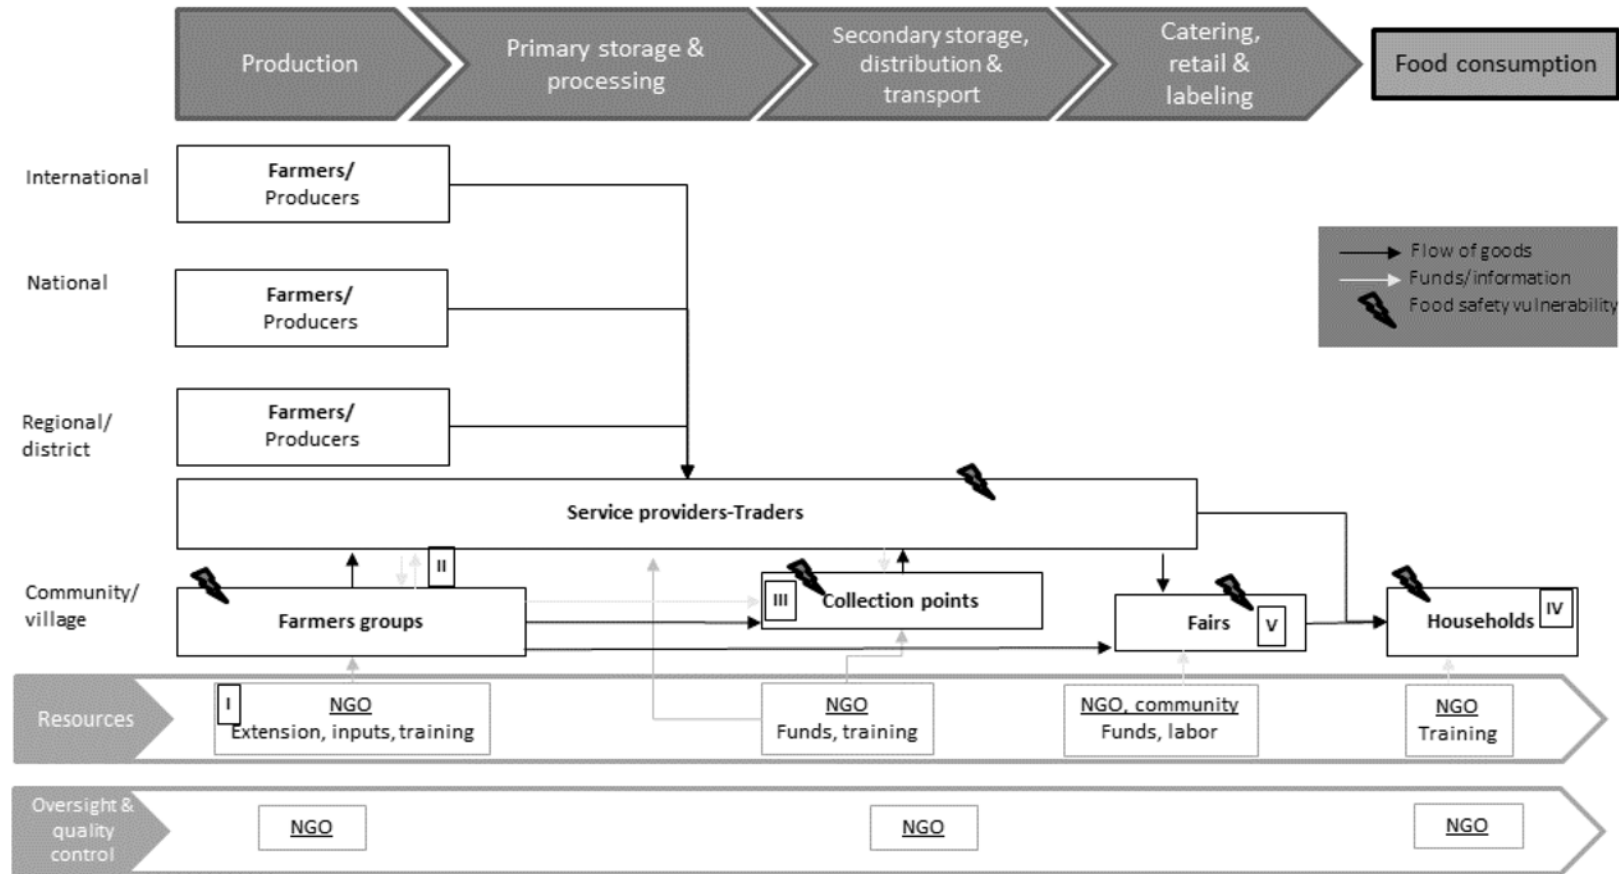 Production
Primary storage &
processing
Secondary storage,
distribution &
transport
Catering,
retail &
labeling
Food consumption
International
Farmers/
Producers
Flow of goods
Funds/information
Food safety vulnerability
National
Farmers/
Producers
Regional/
district
Farmers/
Producers
Service providers-Traders
II
Community/
village
Farmers groups
III
Collection points
Fairs
V
Households
IV
Resources
I
NGO
Extension, inputs, training
NGO
Funds, training
NGO, community
Funds, labor
NGO
Training
Oversight &
quality
control
NGO
NGO
NGO